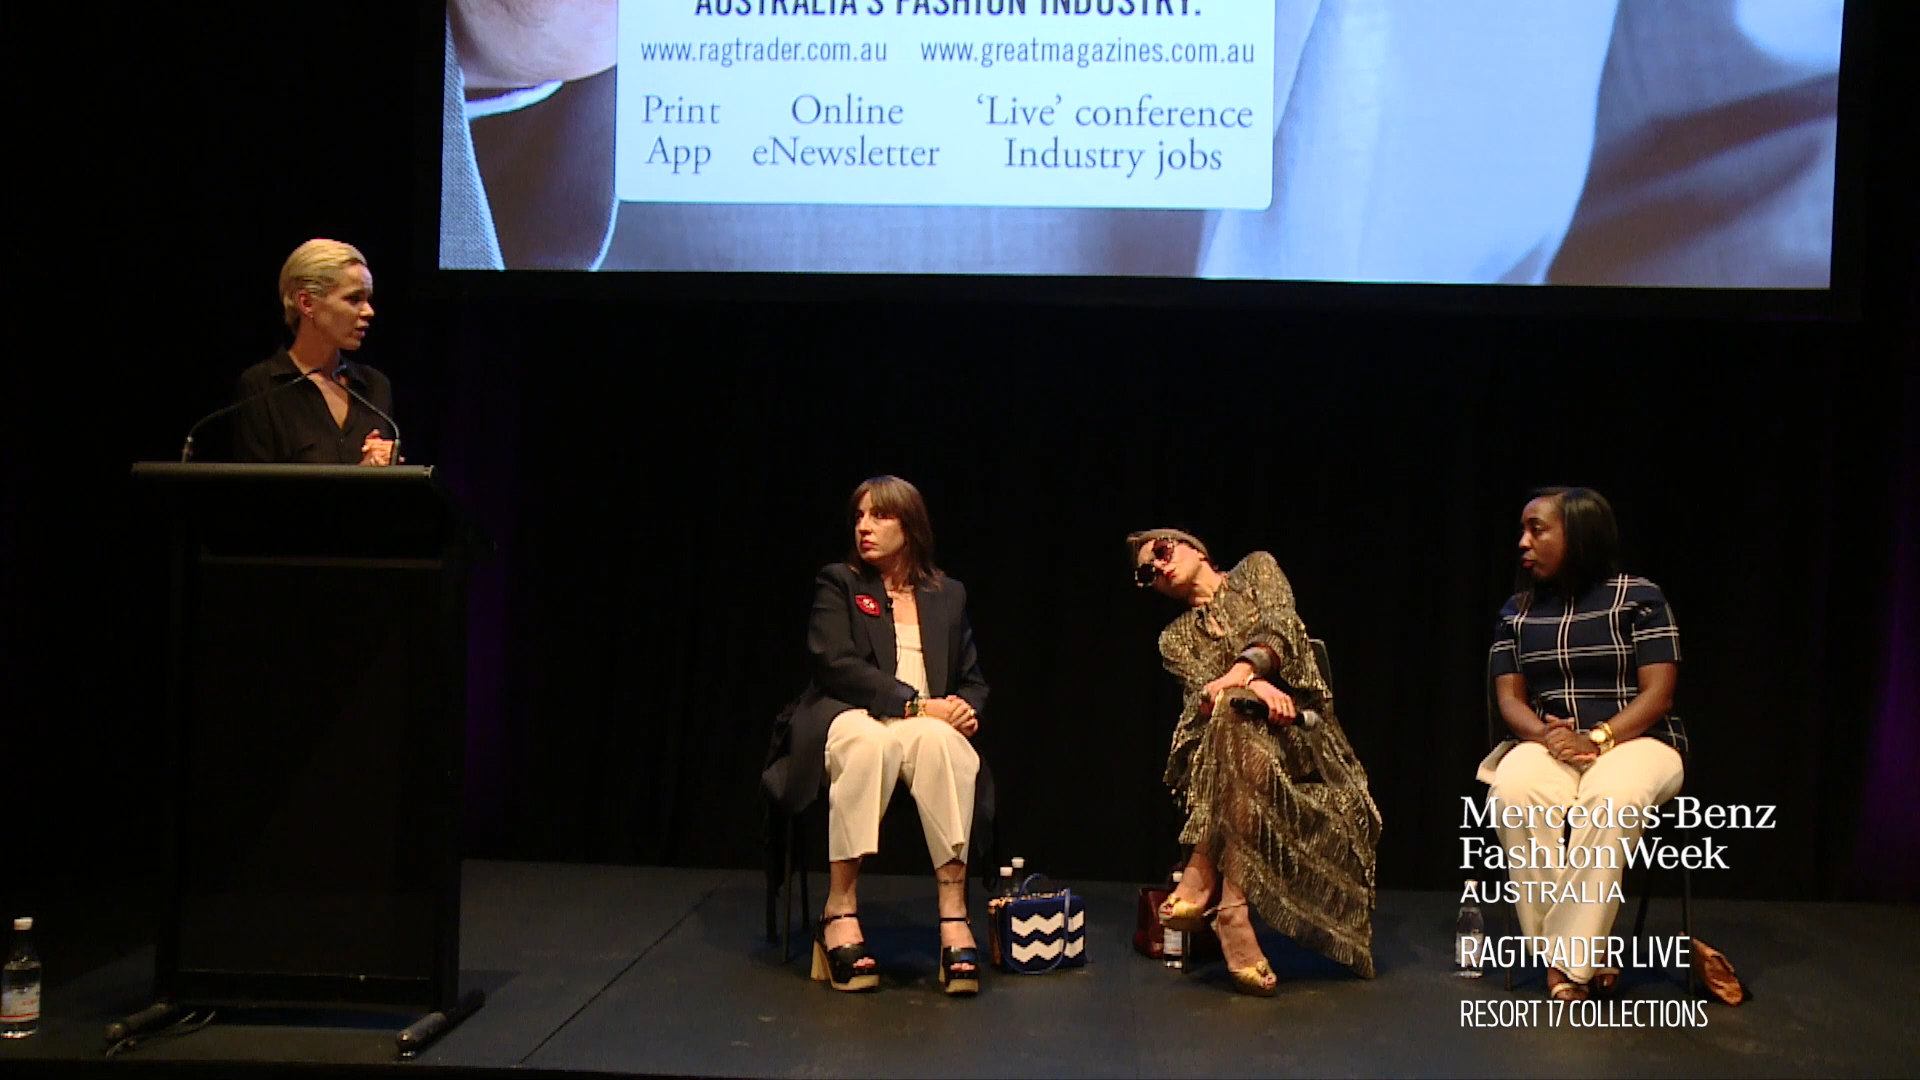 AUSTRALIA'S FASHION INDUSTRY.
www.ragtrader.com.au www.greatmagazines.com.au
Print Online 'Live' conference
App eNewsletter Industry jobs
Mercedes-Benz
FashionWeek
AUSTRALIA
RAGTRADER LIVE
RESORT 17 COLLECTIONS